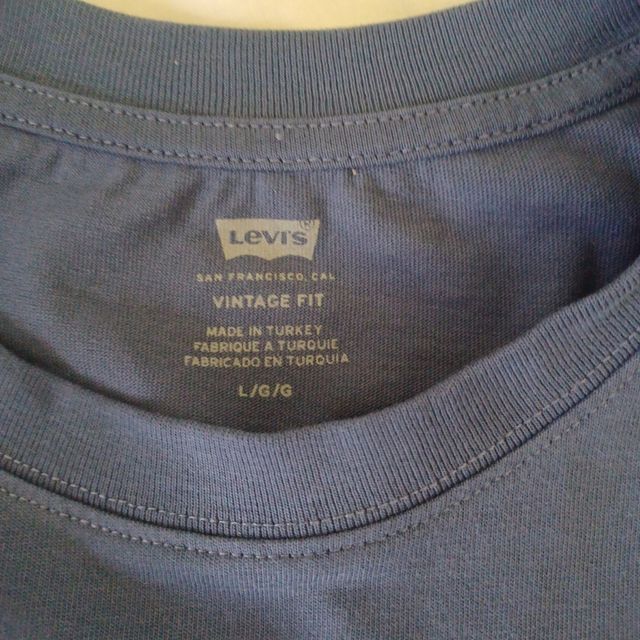 Levi's ®
SAN FRANCISCO, CAL
VINTAGE FIT
MADE IN TURKEY
FABRIQUE A TURQUIE
FABRICADO EN TURQUIA
L/G/G